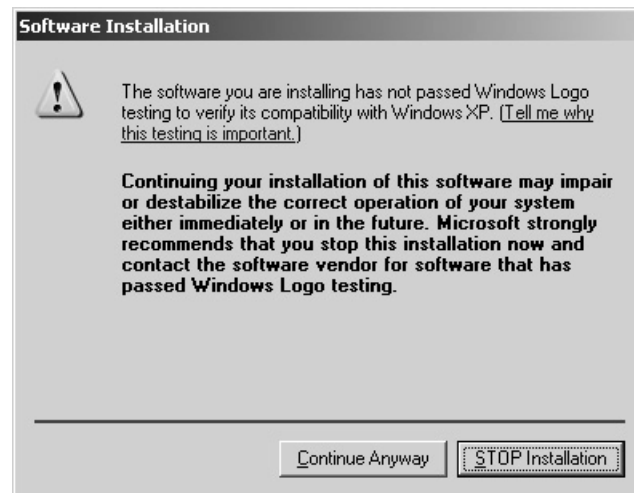 Software Installation
The software you are installing has not passed Windows Logo
testing to verify its compatibility with Windows XP. (Tell me why
this testing is important.)
Continuing your installation of this software may impair
or destabilize the correct operation of your system
either immediately or in the future. Microsoft strongly
recommends that you stop this installation now and
contact the software vendor for software that has
passed Windows Logo testing.
Continue Anyway
STOP Installation